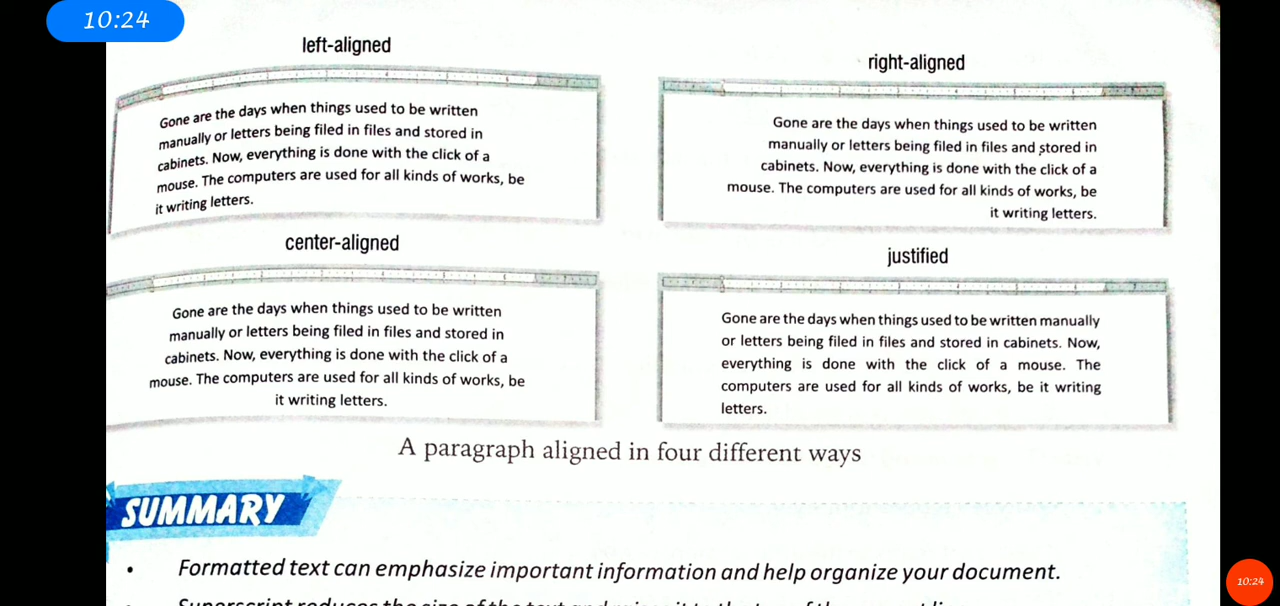 10:24
left-aligned
Gone are the days when things used to be written
manually or letters being filed in files and stored in
cabinets. Now, everything is done with the click of a
mouse. The computers are used for all kinds of works, be
it writing letters.
right-aligned
Gone are the days when things used to be written
manually or letters being filed in files and stored in
cabinets. Now, everything is done with the click of a
mouse. The computers are used for all kinds of works, be
it writing letters.
center-aligned
Gone are the days when things used to be written
manually or letters being filed in files and stored in
cabinets. Now, everything is done with the click of a
mouse. The computers are used for all kinds of works, be
it writing letters.
justified
Gone are the days when things used to be written manually
or letters being filed in files and stored in cabinets. Now,
everything is done with the click of a mouse. The
computers are used for all kinds of works, be it writing
letters.
A paragraph aligned in four different ways
SUMMARY
• Formatted text can emphasize important information and help organize your document.
• Superscript reduces the size of the text and
10:24